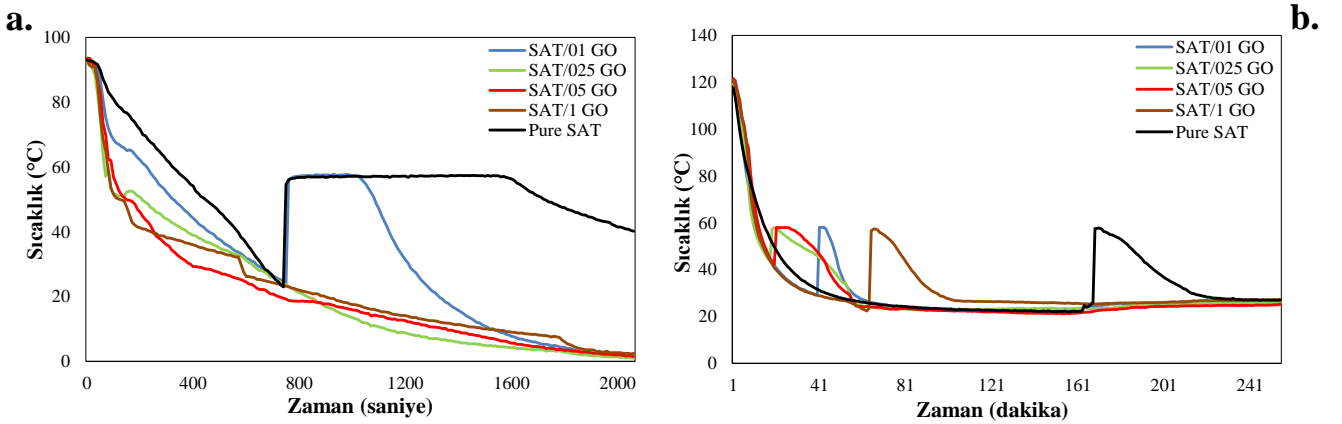 a.
100
80
60
40
20
0
Sıcaklık (°C)
0 400 800 1200 1600 2000
Zaman (saniye)
SAT/01 GO
SAT/025 GO
SAT/05 GO
SAT/1 GO
Pure SAT
b.
140
120
100
80
60
40
20
0
Sıcaklık (°C)
1 41 81 121 161 201 241
Zaman (dakika)
SAT/01 GO
SAT/025 GO
SAT/05 GO
SAT/1 GO
Pure SAT